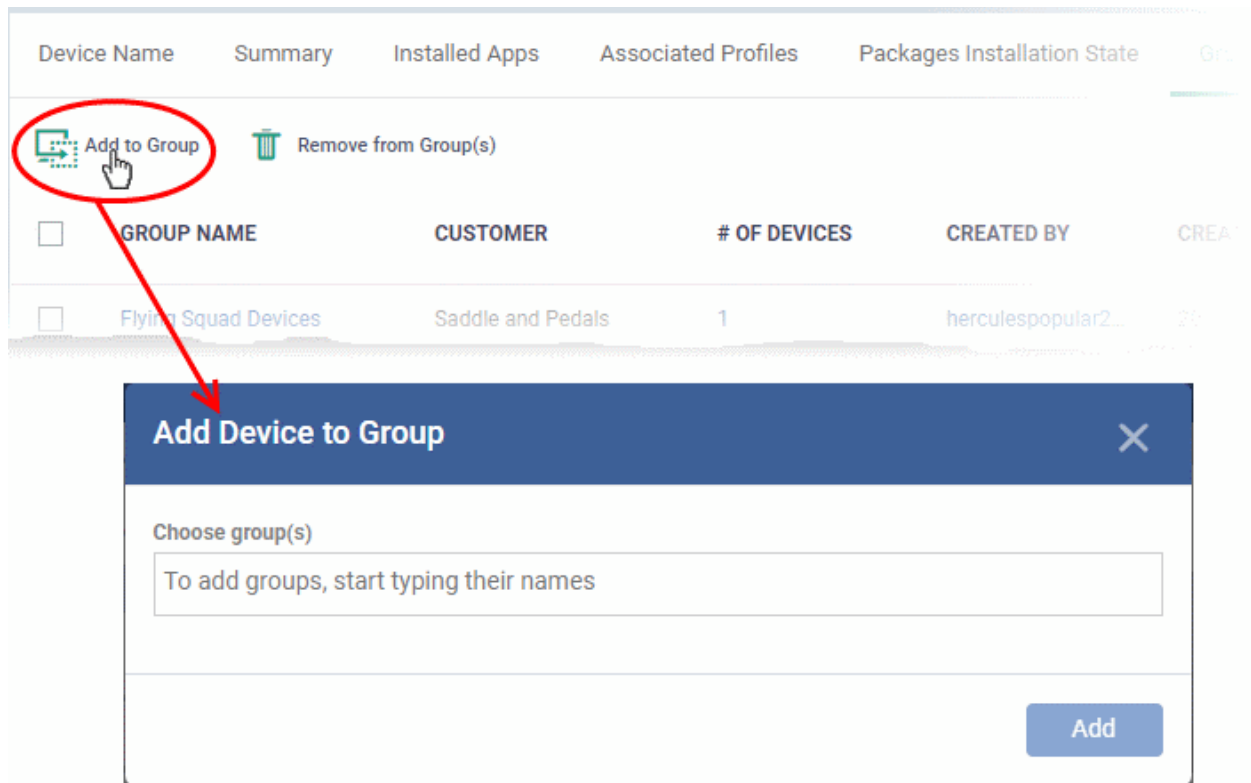 Device Name Summary Installed Apps Associated Profiles Packages Installation State
Add to Group Remove from Group(s)
GROUP NAME CUSTOMER # OF DEVICES CREATED BY
Flying Squad Devices Saddle and Pedals 1 herculespopular2...
Add Device to Group
Choose group(s)
To add groups, start typing their names
Add